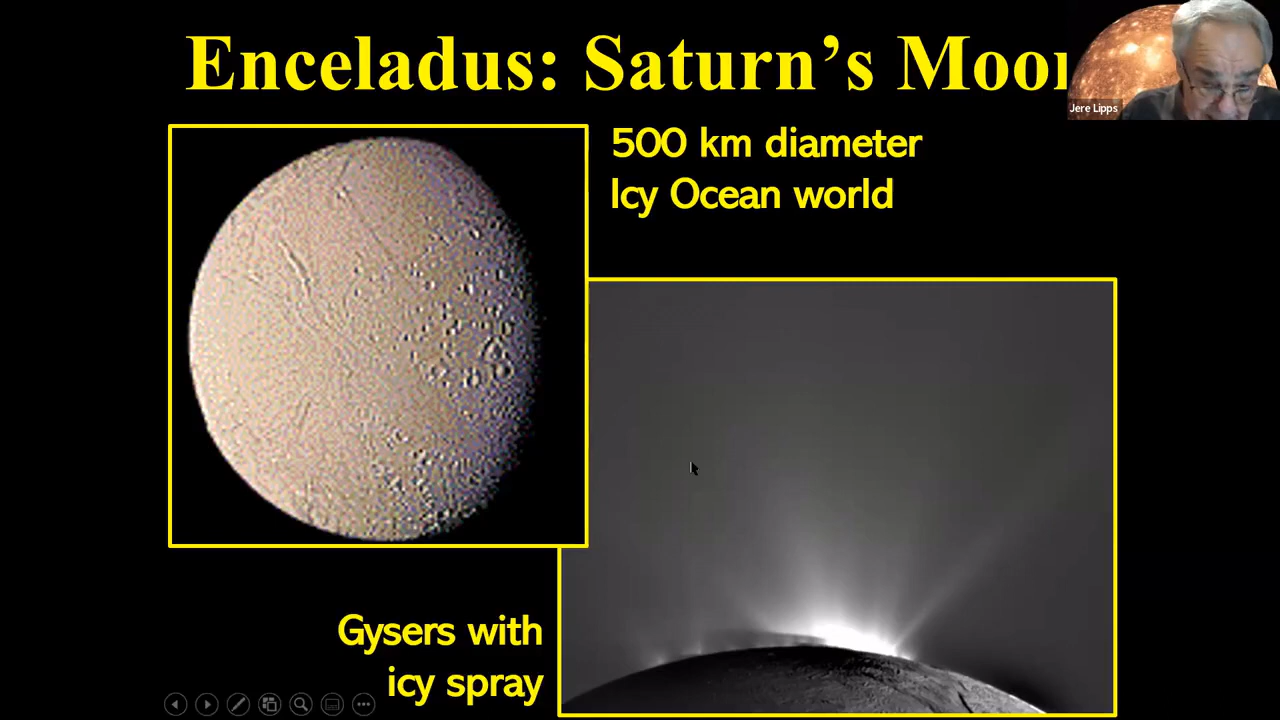 Enceladus: Saturn's Moon
Jere Lipps
500 km diameter
Icy Ocean world
Gysers with
icy spray